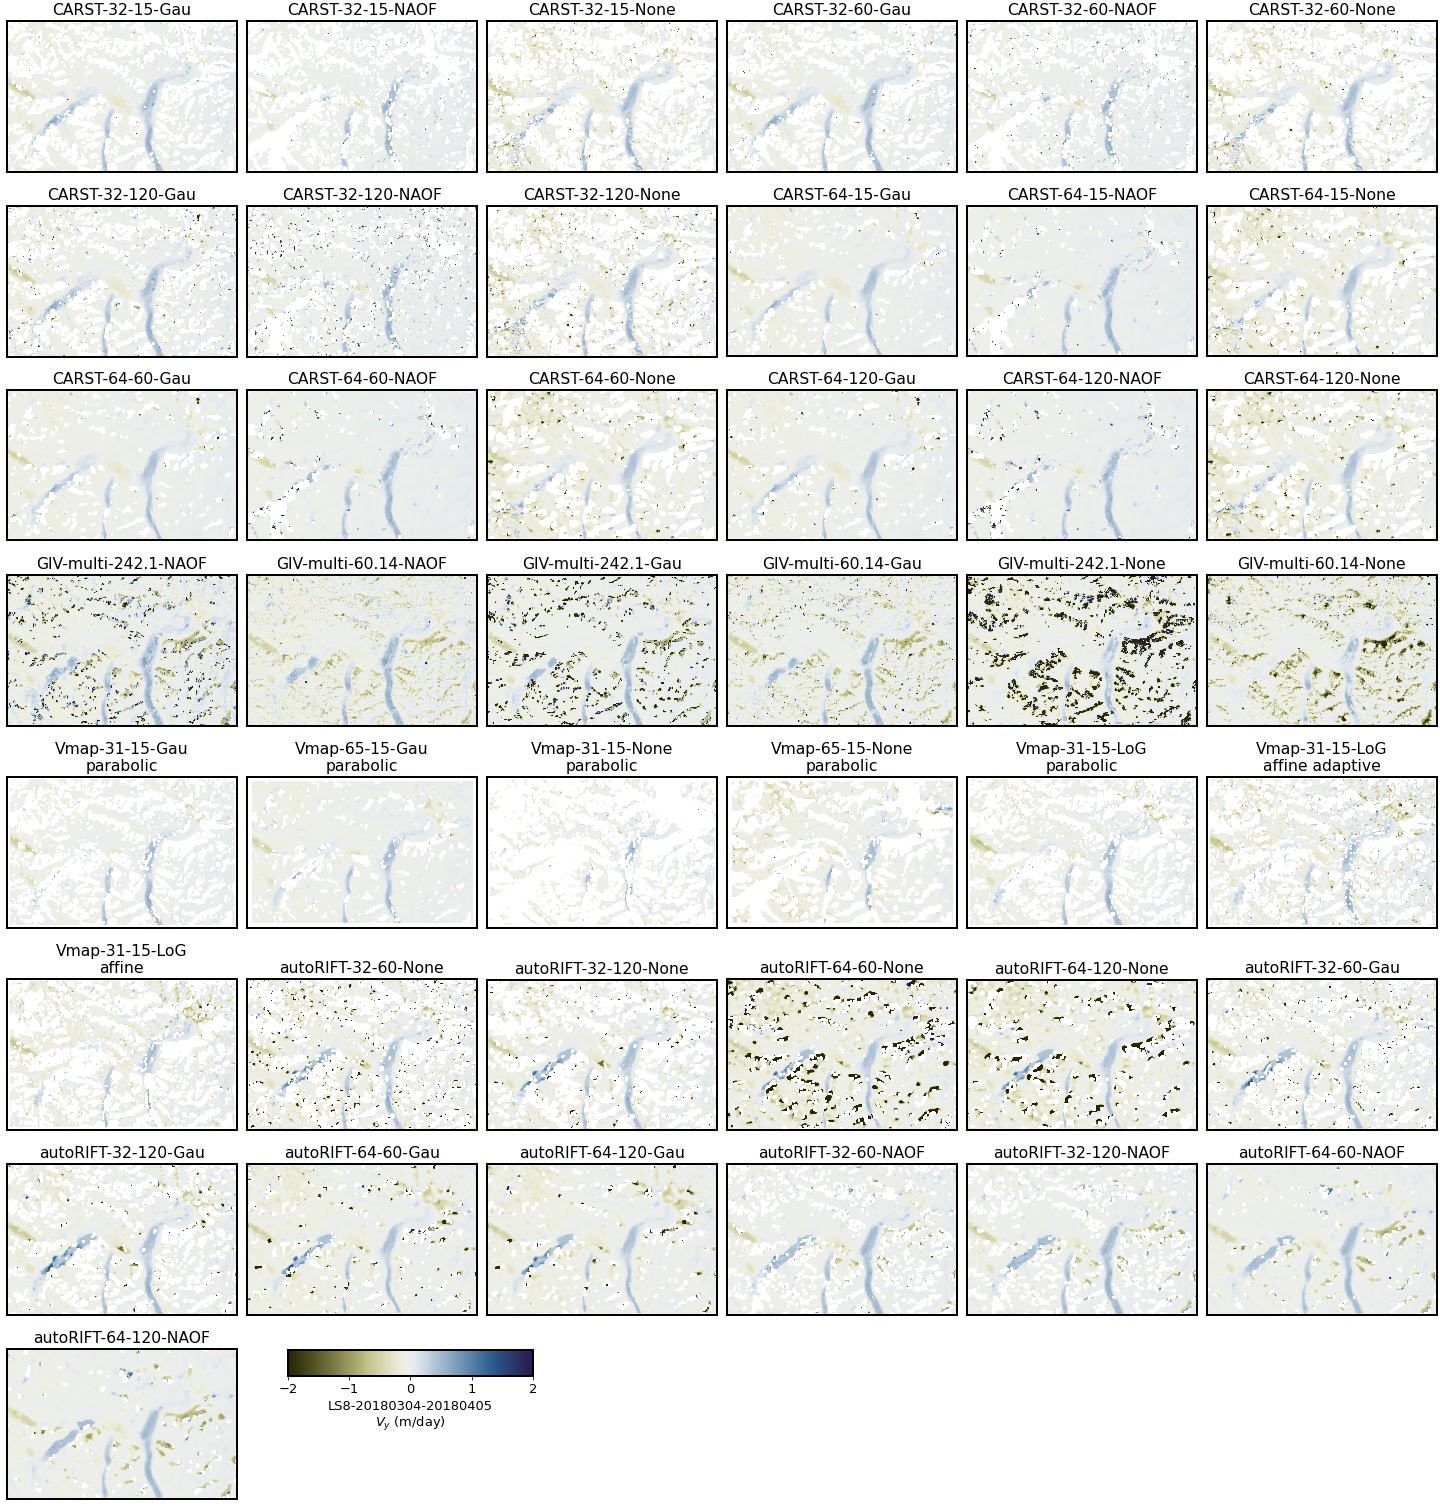 CARST-32-15-Gau
CARST-32-15-NAOF
CARST-32-15-None
CARST-32-60-Gau
CARST-32-60-NAOF
CARST-32-60-None
CARST-32-120-Gau
CARST-32-120-NAOF
CARST-32-120-None
CARST-64-15-Gau
CARST-64-15-NAOF
CARST-64-15-None
CARST-64-60-Gau
CARST-64-60-NAOF
CARST-64-60-None
CARST-64-120-Gau
CARST-64-120-NAOF
CARST-64-120-None
GIV-multi-242.1-NAOF
GIV-multi-60.14-NAOF
GIV-multi-242.1-Gau
GIV-multi-60.14-Gau
GIV-multi-242.1-None
GIV-multi-60.14-None
Vmap-31-15-Gau
parabolic
Vmap-65-15-Gau
parabolic
Vmap-31-15-None
parabolic
Vmap-65-15-None
parabolic
Vmap-31-15-LoG
parabolic
Vmap-31-15-LoG
affine adaptive
Vmap-31-15-LoG
affine
autoRIFT-32-60-None
autoRIFT-32-120-None
autoRIFT-64-60-None
autoRIFT-64-120-None
autoRIFT-32-60-Gau
autoRIFT-32-120-Gau
autoRIFT-64-60-Gau
autoRIFT-64-120-Gau
autoRIFT-32-60-NAOF
autoRIFT-32-120-NAOF
autoRIFT-64-60-NAOF
autoRIFT-64-120-NAOF
−2 −1 0 1 2
LS8-20180304-20180405
Vy (m/day)